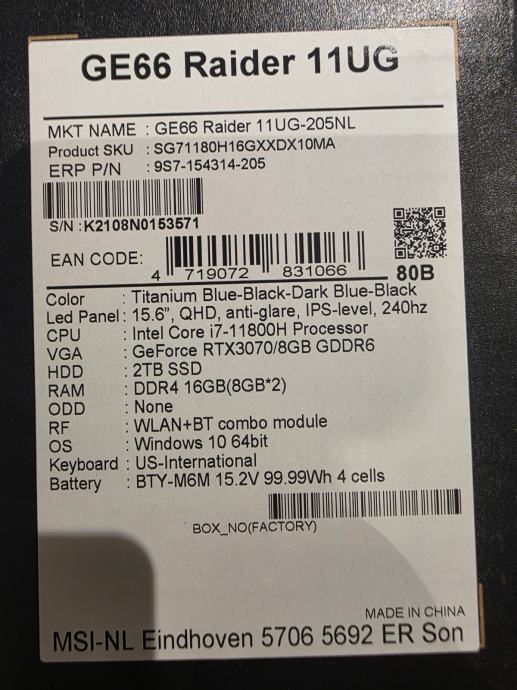 GE66 Raider 11UG
MKT NAME : GE66 Raider 11UG-205NL
Product SKU : SG71180H16GXXDX10MA
ERP P/N : 9S7-154314-205
S/N : K2108N0153571
EAN CODE: 4 719072 831066
80B
Color : Titanium Blue-Black-Dark Blue-Black
Led Panel : 15.6", QHD, anti-glare, IPS-level, 240hz
CPU : Intel Core i7-11800H Processor
VGA : GeForce RTX3070/8GB GDDR6
HDD : 2TB SSD
RAM : DDR4 16GB(8GB*2)
ODD : None
RF : WLAN+BT combo module
OS : Windows 10 64bit
Keyboard : US-International
Battery : BTY-M6M 15.2V 99.99Wh 4 cells
BOX_NO(FACTORY)
MADE IN CHINA
MSI-NL Eindhoven 5706 5692 ER Son